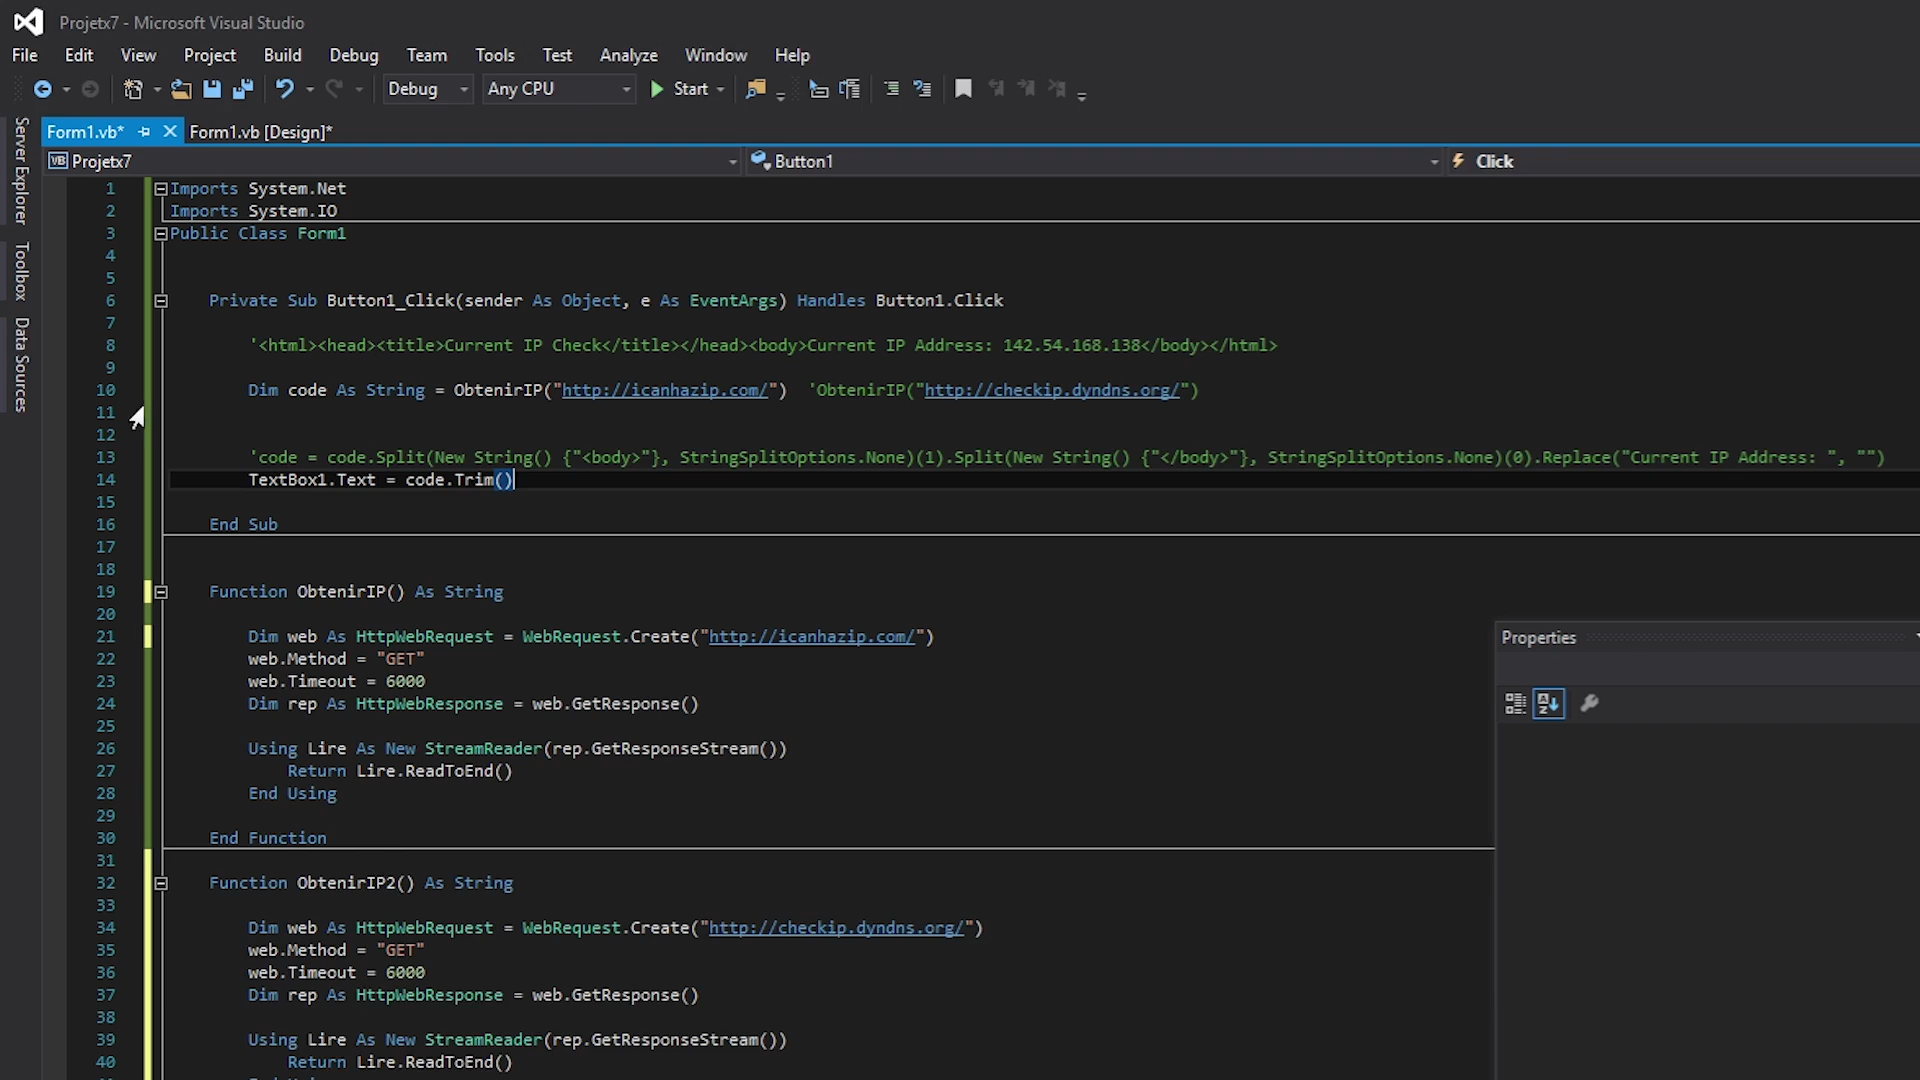 Projetx7 - Microsoft Visual Studio
File Edit View Project Build Debug Team Tools Test Analyze Window Help
Debug Any CPU Start
Server Explorer
Toolbox
Data Sources
Form1.vb* Form1.vb [Design]*
VB Projetx7 Button1 Click
1 Imports System.Net
2 Imports System.IO
3 Public Class Form1
4
5
6 Private Sub Button1_Click(sender As Object, e As EventArgs) Handles Button1.Click
7
8 '<html><head><title>Current IP Check</title></head><body>Current IP Address: 142.54.168.138</body></html>
9
10 Dim code As String = ObtenirIP("http://icanhazip.com/") 'ObtenirIP("http://checkip.dyndns.org/")
11
12
13 'code = code.Split(New String() {"<body>"}, StringSplitOptions.None)(1).Split(New String() {"</body>"}, StringSplitOptions.None)(0).Replace("Current IP Address: ", "")
14 TextBox1.Text = code.Trim()
15
16 End Sub
17
18
19 Function ObtenirIP() As String
20
21 Dim web As HttpWebRequest = WebRequest.Create("http://icanhazip.com/")
22 web.Method = "GET"
23 web.Timeout = 6000
24 Dim rep As HttpWebResponse = web.GetResponse()
25
26 Using Lire As New StreamReader(rep.GetResponseStream())
27 Return Lire.ReadToEnd()
28 End Using
29
30 End Function
31
32 Function ObtenirIP2() As String
33
34 Dim web As HttpWebRequest = WebRequest.Create("http://checkip.dyndns.org/")
35 web.Method = "GET"
36 web.Timeout = 6000
37 Dim rep As HttpWebResponse = web.GetResponse()
38
39 Using Lire As New StreamReader(rep.GetResponseStream())
40 Return Lire.ReadToEnd()
Properties